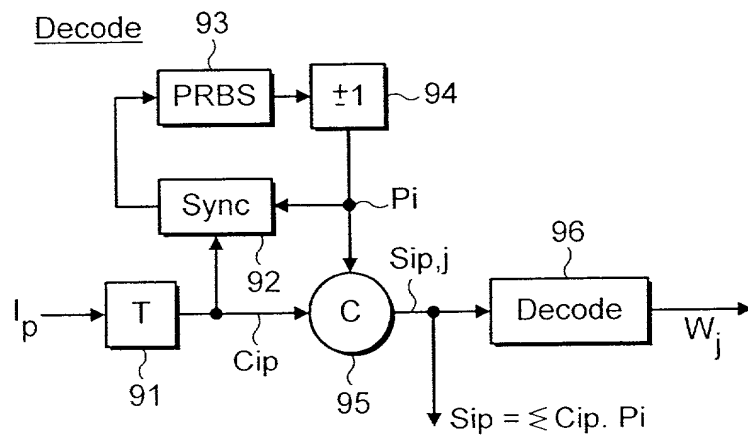 Decode
93
PRBS
±1
94
Sync
Pi
92
Sip,j
96
Ip
T
Cip
C
Decode
Wj
91
95
Sip = ≶ Cip. Pi